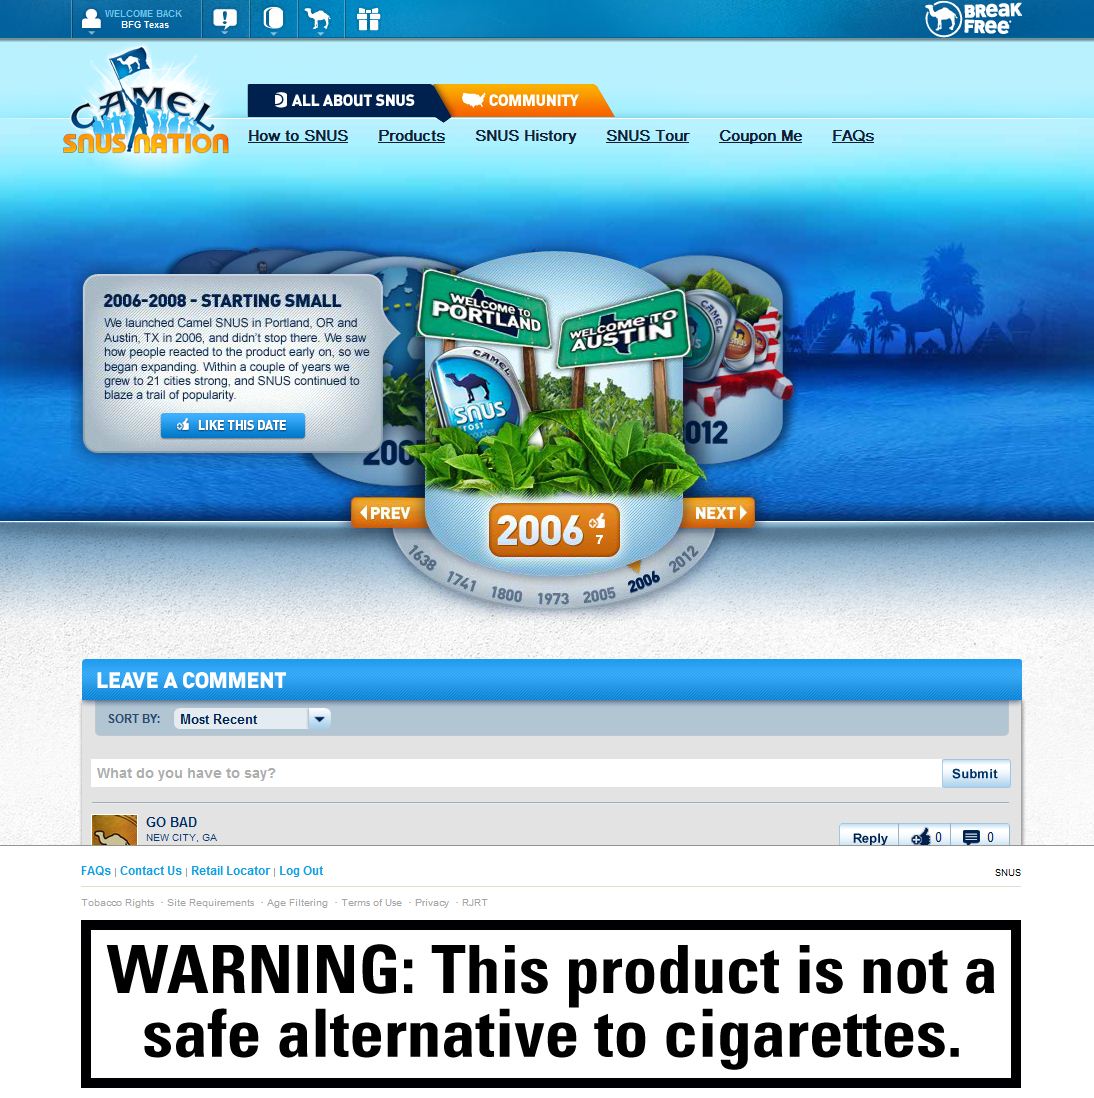 WELCOME BACK
BFG Texas
BREAK
FREE
CAMEL
SNUS NATION
ALL ABOUT SNUS
COMMUNITY
How to SNUS
Products
SNUS History
SNUS Tour
Coupon Me
FAQs
2006-2008 - STARTING SMALL
We launched Camel SNUS in Portland, OR and
Austin, TX in 2006, and didn't stop there. We saw
how people reacted to the product early on, so we
began expanding. Within a couple of years we
grew to 21 cities strong, and SNUS continued to
blaze a trail of popularity.
LIKE THIS DATE
WELCOME TO
PORTLAND
WELCOME TO
AUSTIN
CAMEL
SNUS
CAMEL
012
PREV
2006
7
NEXT
1638
1741
1800
1973
2005
2006
2012
LEAVE A COMMENT
SORT BY:
Most Recent
What do you have to say?
Submit
GO BAD
NEW CITY, GA
Reply
0
0
FAQs | Contact Us | Retail Locator | Log Out
SNUS
Tobacco Rights · Site Requirements · Age Filtering · Terms of Use · Privacy · RJRT
WARNING: This product is not a
safe alternative to cigarettes.